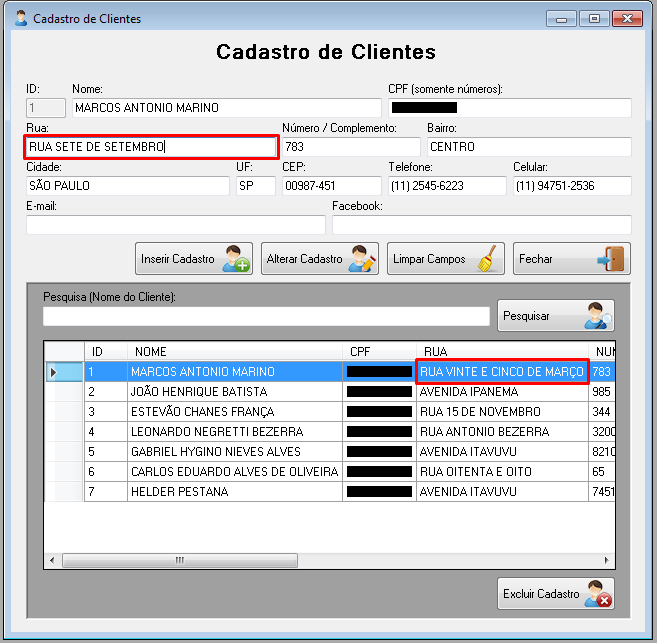 Cadastro de Clientes
Cadastro de Clientes
ID: Nome: CPF (somente números):
1 MARCOS ANTONIO MARINO
Rua: Número / Complemento: Bairro:
RUA SETE DE SETEMBRO 783 CENTRO
Cidade: UF: CEP: Telefone: Celular:
SÃO PAULO SP 00987-451 (11) 2545-6223 (11) 94751-2536
E-mail: Facebook:
Inserir Cadastro Alterar Cadastro Limpar Campos Fechar
Pesquisa (Nome do Cliente):
Pesquisar
ID NOME CPF RUA NUM
1 MARCOS ANTONIO MARINO RUA VINTE E CINCO DE MARÇO 783
2 JOÃO HENRIQUE BATISTA AVENIDA IPANEMA 985
3 ESTEVÃO CHANES FRANÇA RUA 15 DE NOVEMBRO 344
4 LEONARDO NEGRETTI BEZERRA RUA ANTONIO BEZERRA 3200
5 GABRIEL HYGINO NIEVES ALVES AVENIDA ITAVUVU 8210
6 CARLOS EDUARDO ALVES DE OLIVEIRA RUA OITENTA E OITO 65
7 HELDER PESTANA AVENIDA ITAVUVU 7451
Excluir Cadastro